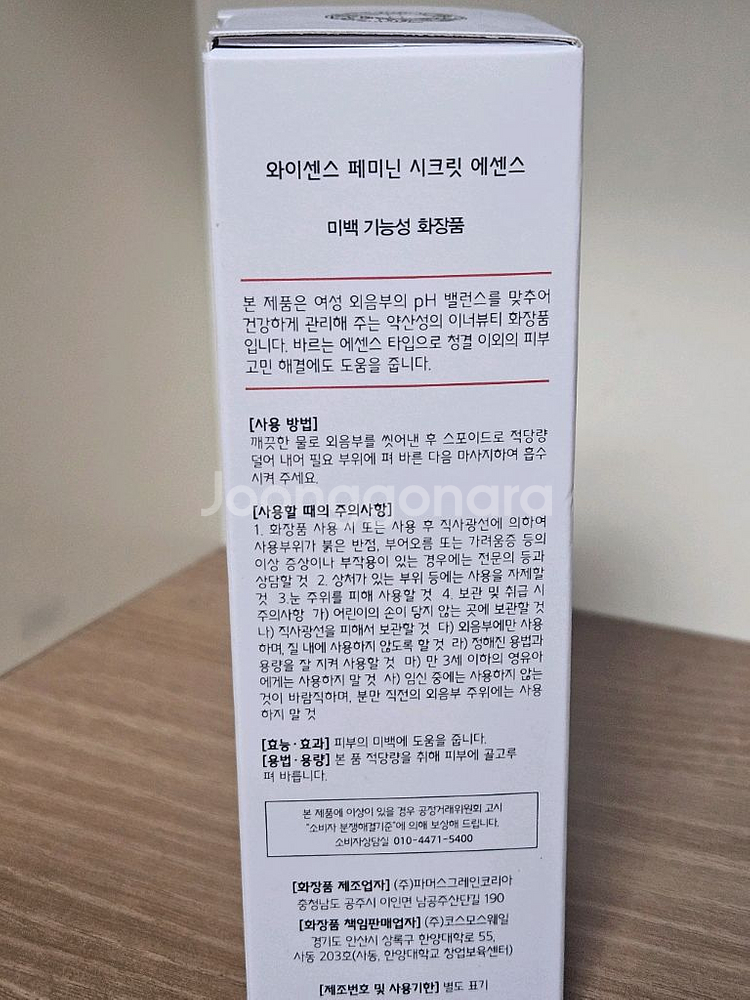 와이센스 페미닌 시크릿 에센스
미백 기능성 화장품
본 제품은 여성 외음부의 pH 밸런스를 맞추어
건강하게 관리해 주는 약산성의 이너뷰티 화장품
입니다. 바르는 에센스 타입으로 청결 이외의 피부
고민 해결에도 도움을 줍니다.
[사용 방법]
깨끗한 물로 외음부를 씻어낸 후 스포이드로 적당량
덜어 내어 필요 부위에 펴 바른 다음 마사지하여 흡수
시켜 주세요.
Joongonara
[사용할 때의 주의사항]
1. 화장품 사용 시 또는 사용 후 직사광선에 의하여
사용부위가 붉은 반점, 부어오름 또는 가려움증 등의
이상 증상이나 부작용이 있는 경우에는 전문의 등과
상담할 것 2. 상처가 있는 부위 등에는 사용을 자제할
것 3.눈 주위를 피해 사용할 것 4. 보관 및 취급 시
주의사항 가) 어린이의 손이 닿지 않는 곳에 보관할 것
나) 직사광선을 피해서 보관할 것 다) 외음부에만 사용
하며, 질 내에 사용하지 않도록 할 것 라) 정해진 용법과
용량을 잘 지켜 사용할 것 마) 만 3세 이하의 영유아
에게는 사용하지 말 것 사) 임신 중에는 사용하지 않는
것이 바람직하며, 분만 직전의 외음부 주위에는 사용
하지 말 것
[효능·효과] 피부의 미백에 도움을 줍니다.
[용법·용량] 본 품 적당량을 취해 피부에 골고루
펴 바릅니다.
본 제품에 이상이 있을 경우 공정거래위원회 고시
"소비자 분쟁해결기준"에 의해 보상해 드립니다.
소비자상담실 010-4471-5400
[화장품 제조업자] (주)파머스그레인코리아
충청남도 공주시 이인면 남공주산단길 190
[화장품 책임판매업자] (주)코스모스웨일
경기도 안산시 상록구 한양대학로 55,
사동 203호(사동, 한양대학교 창업보육센터)
[제조번호 및 사용기한] 별도 표기